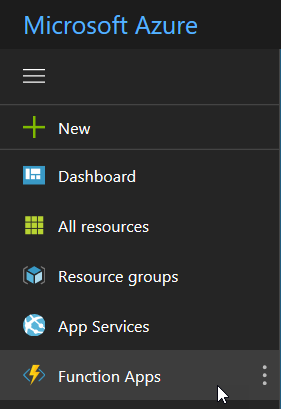 Microsoft Azure
New
Dashboard
All resources
Resource groups
App Services
Function Apps